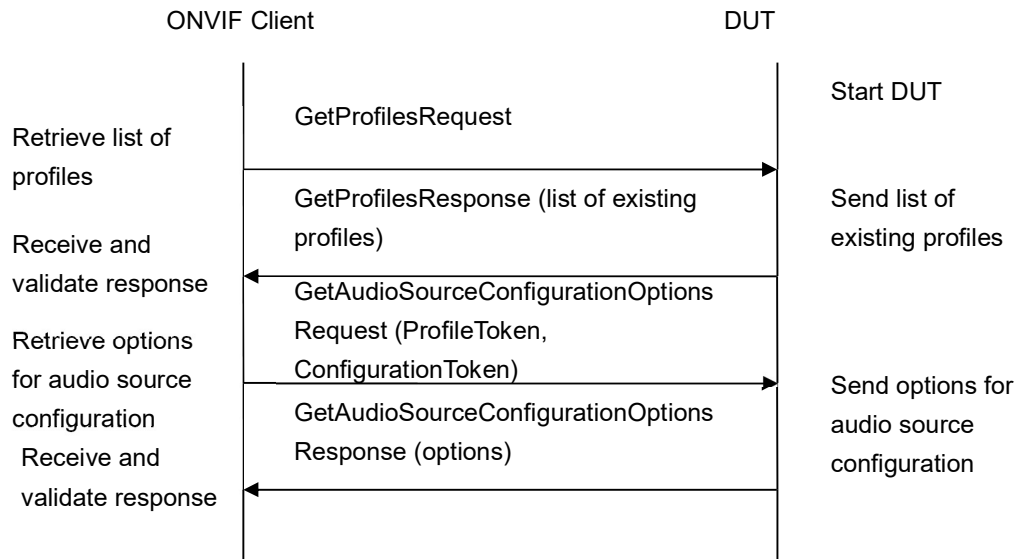 ONVIF Client
DUT
Start DUT
GetProfilesRequest
Retrieve list of
profiles
GetProfilesResponse (list of existing
profiles)
Send list of
existing profiles
Receive and
validate response
GetAudioSourceConfigurationOptions
Request (ProfileToken,
ConfigurationToken)
Retrieve options
for audio source
configuration
Send options for
audio source
configuration
GetAudioSourceConfigurationOptions
Response (options)
Receive and
validate response